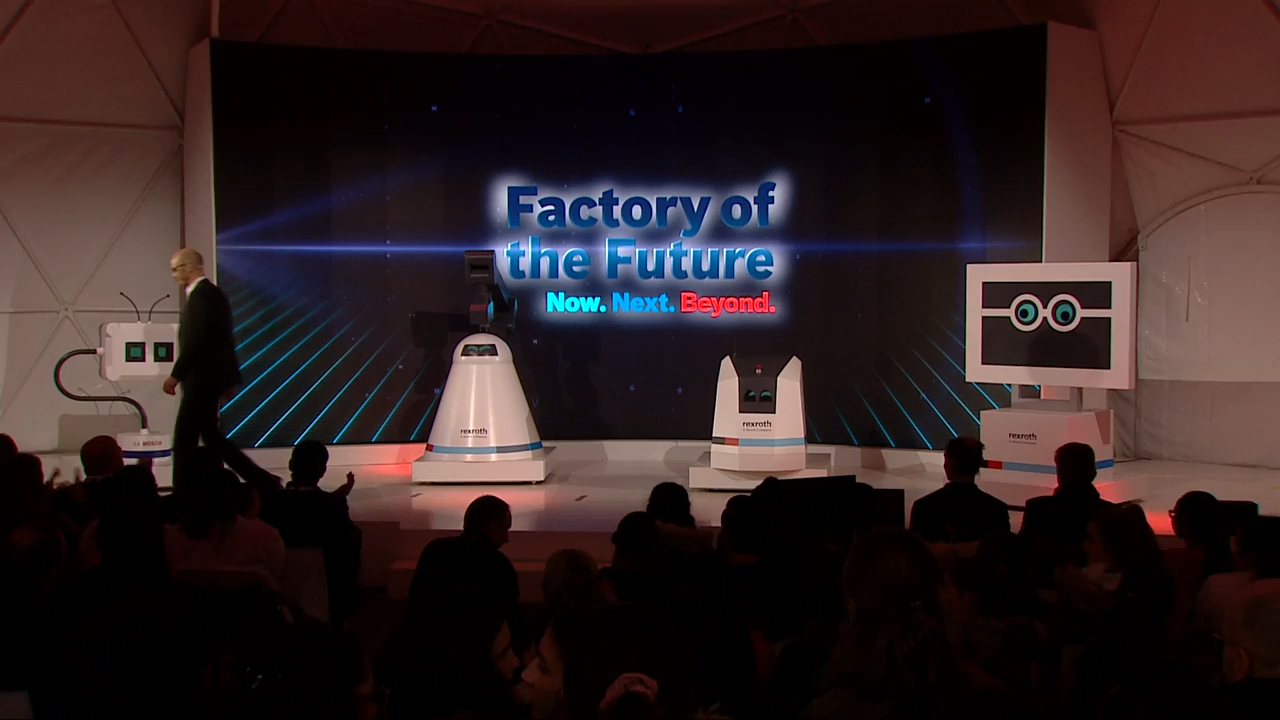 Factory of
the Future
Now. Next. Beyond.
rexroth
rexroth
rexroth
BOSCH